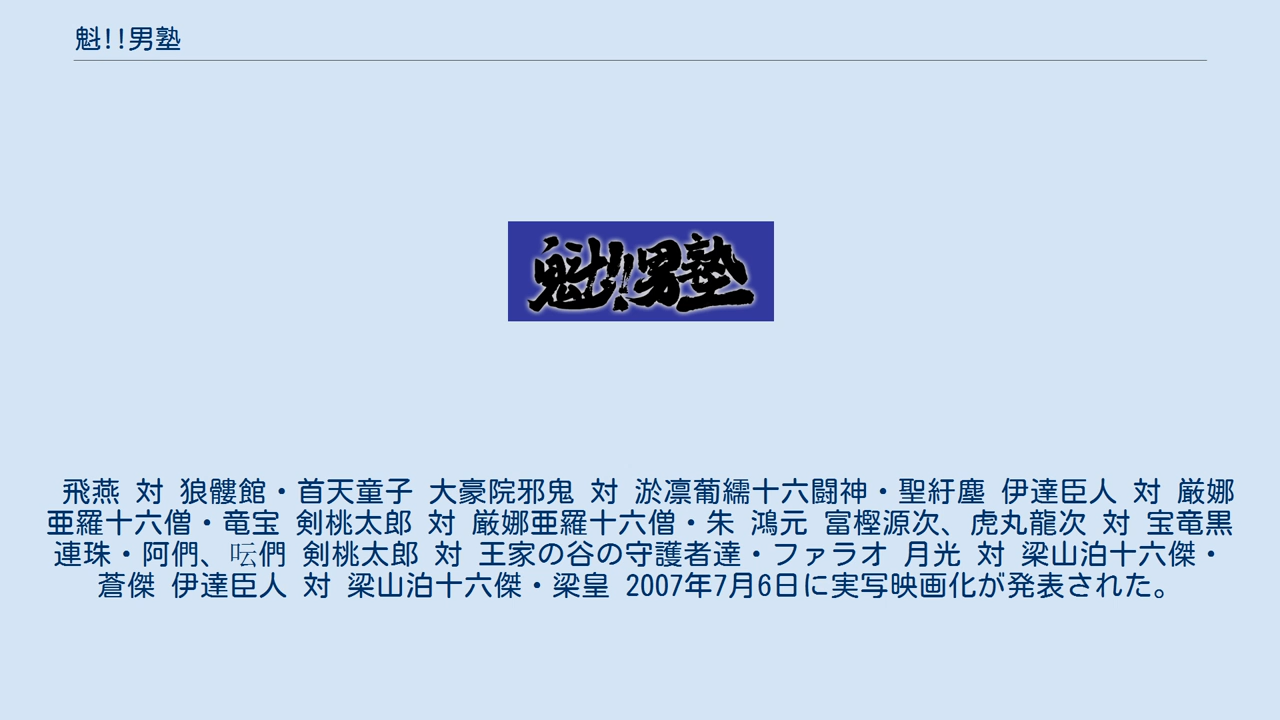 魁!!男塾
魁!!男塾
飛燕 対 狼髏館・首天童子 大豪院邪鬼 対 淤凛葡繻十六闘神・聖紆塵 伊達臣人 対 厳娜
亜羅十六僧・竜宝 剣桃太郎 対 厳娜亜羅十六僧・朱 鴻元 富樫源次、虎丸龍次 対 宝竜黒
連珠・阿們、呍們 剣桃太郎 対 王家の谷の守護者達・ファラオ 月光 対 梁山泊十六傑・
蒼傑 伊達臣人 対 梁山泊十六傑・梁皇 2007年7月6日に実写映画化が発表された。